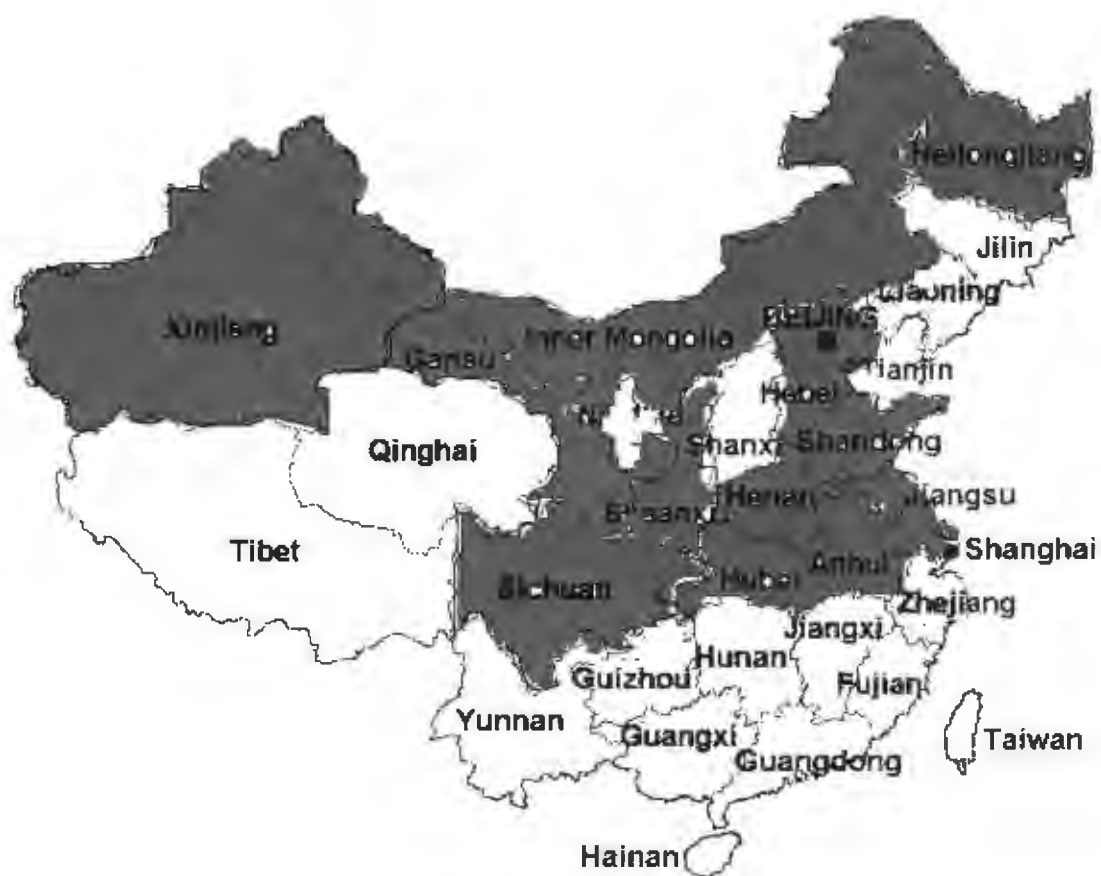 Heilongjiang
Jilin
Liaoning
BEIJING
Xinjiang
Inner Mongolia
Gansu
Tianjin
Hebei
Qinghai
Shanxi
Shandong
Henan
Jiangsu
Shaanxi
Tibet
Shanghai
Sichuan
Hubei
Anhui
Zhejiang
Jiangxi
Hunan
Guizhou
Fujian
Yunnan
Guangxi
Guangdong
Taiwan
Hainan